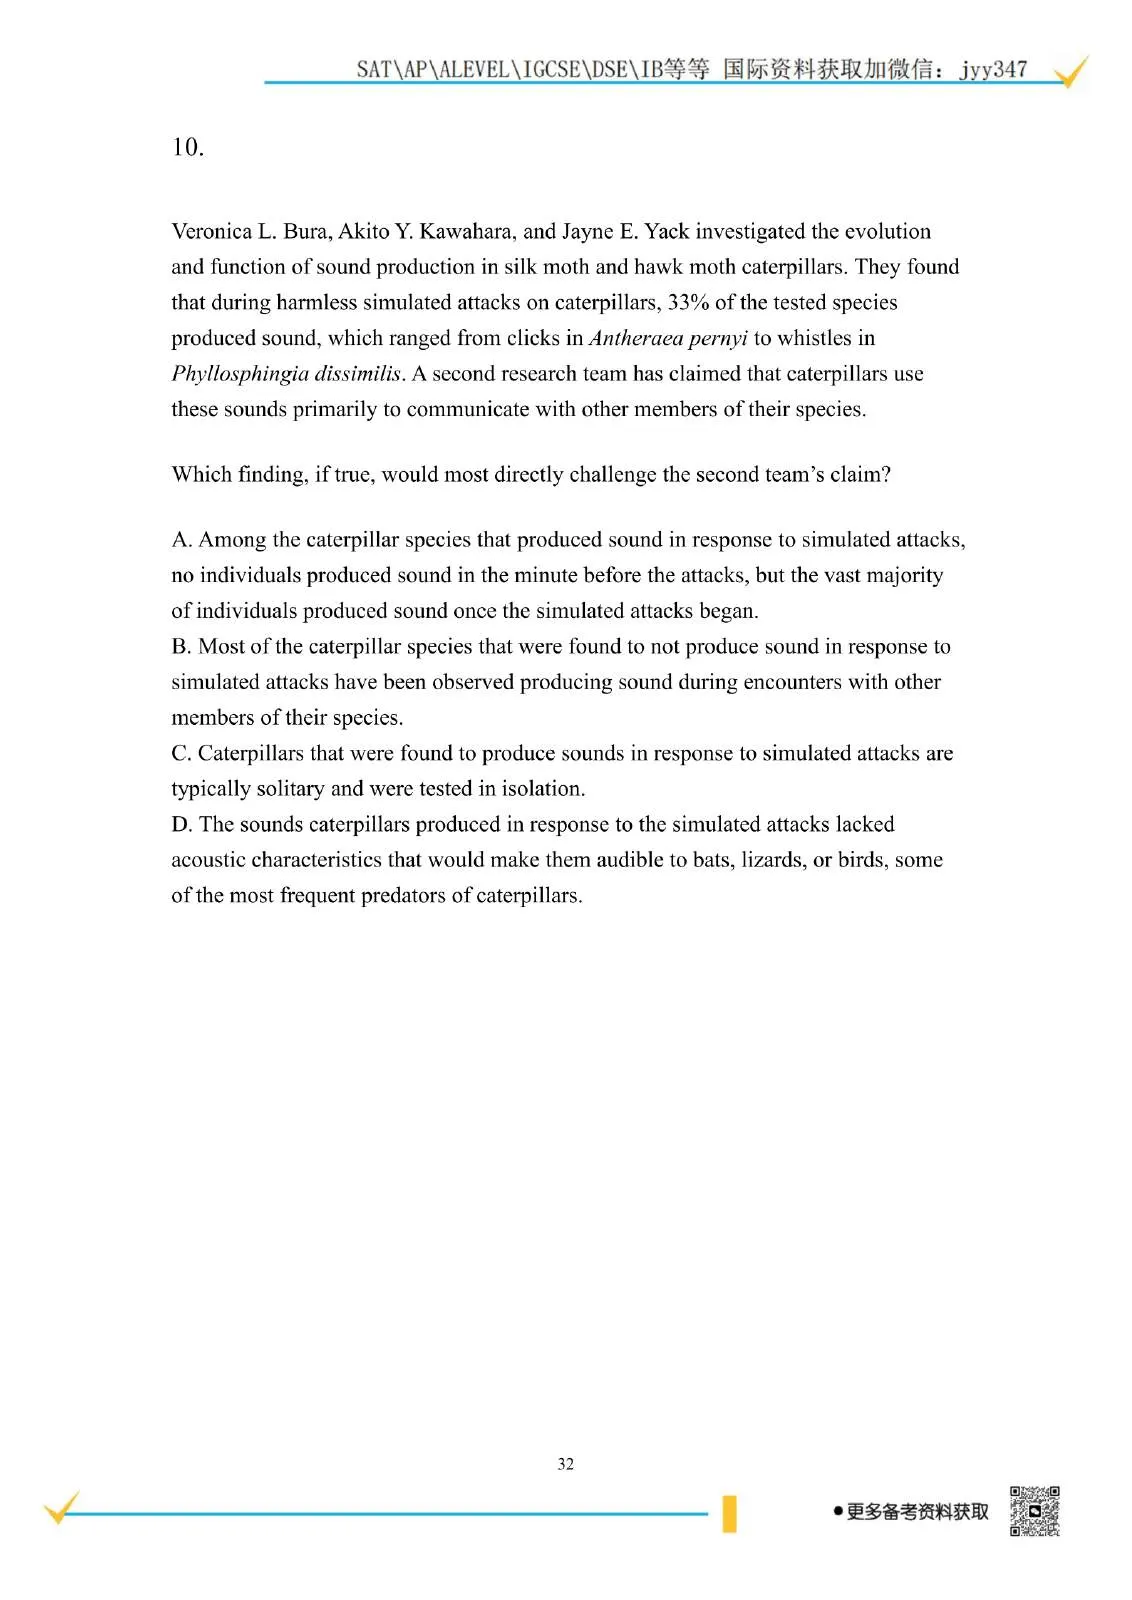 SAT\AP\ALEVEL\IGCSE\DSE\IB等等 国际资料获取加微信：jyy347
10.
Veronica L. Bura, Akito Y. Kawahara, and Jayne E. Yack investigated the evolution
and function of sound production in silk moth and hawk moth caterpillars. They found
that during harmless simulated attacks on caterpillars, 33% of the tested species
produced sound, which ranged from clicks in Antheraea pernyi to whistles in
Phyllosphingia dissimilis. A second research team has claimed that caterpillars use
these sounds primarily to communicate with other members of their species.
Which finding, if true, would most directly challenge the second team’s claim?
A. Among the caterpillar species that produced sound in response to simulated attacks,
no individuals produced sound in the minute before the attacks, but the vast majority
of individuals produced sound once the simulated attacks began.
B. Most of the caterpillar species that were found to not produce sound in response to
simulated attacks have been observed producing sound during encounters with other
members of their species.
C. Caterpillars that were found to produce sounds in response to simulated attacks are
typically solitary and were tested in isolation.
D. The sounds caterpillars produced in response to the simulated attacks lacked
acoustic characteristics that would make them audible to bats, lizards, or birds, some
of the most frequent predators of caterpillars.
32
●更多备考资料获取